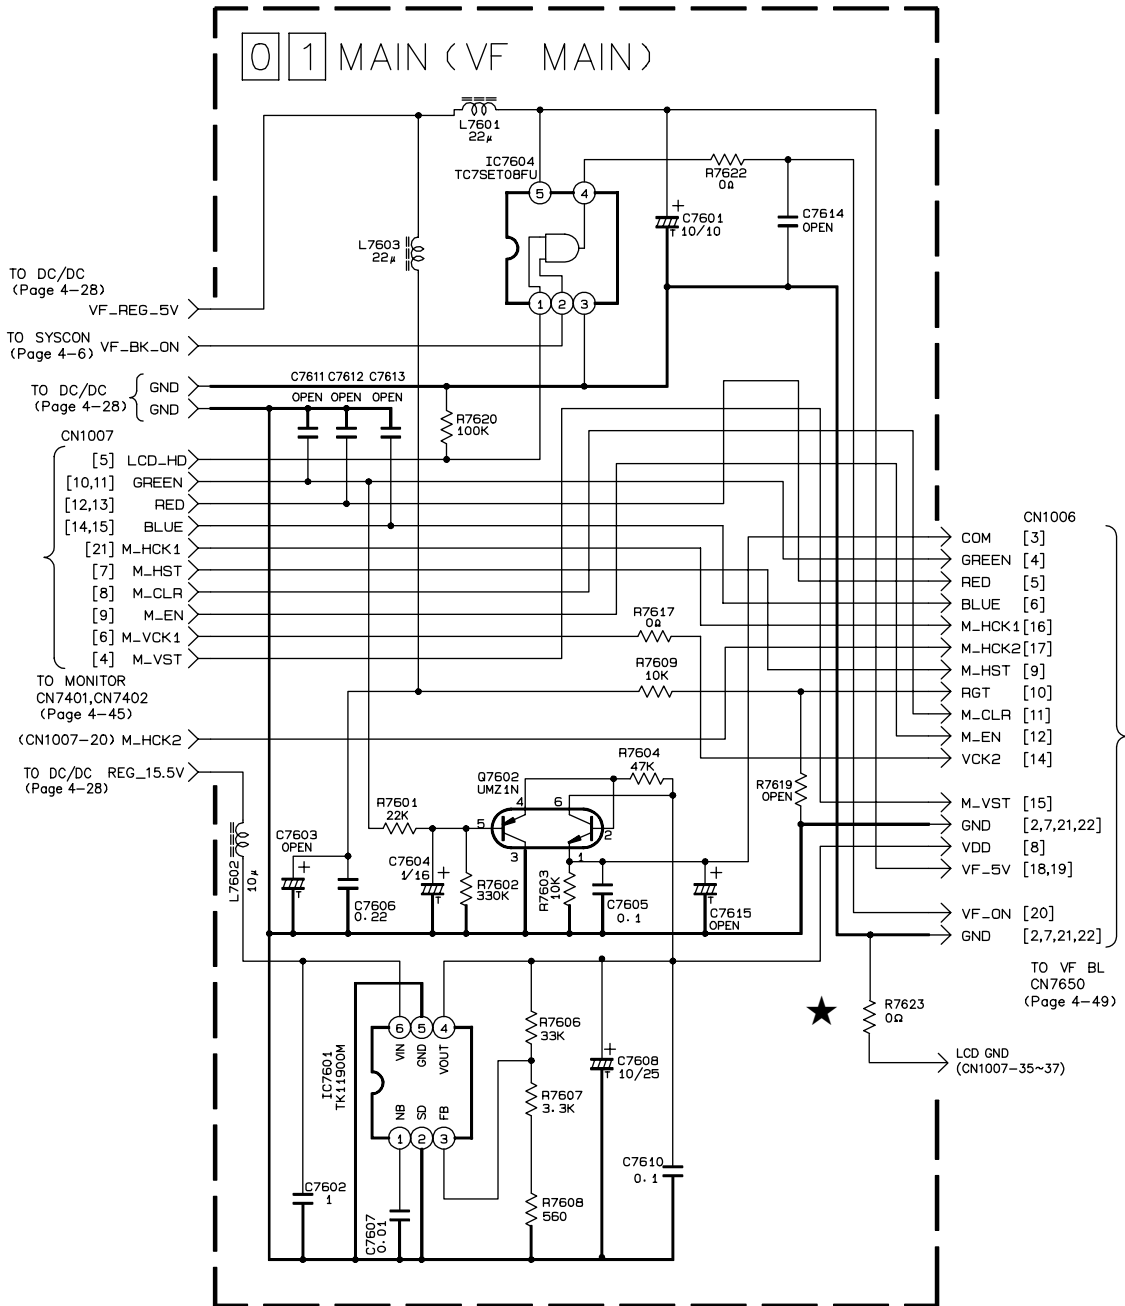 0 1 MAIN (VF MAIN)
L7601
22μ
IC7604
TC7SET08FU
5 4
R7622
0Ω
C7601
10/10
+
T
C7614
OPEN
L7603
22μ
TO DC/DC
(Page 4-28)
VF_REG_5V
1 2 3
TO SYSCON
(Page 4-6)
VF_BK_ON
TO DC/DC
(Page 4-28)
GND
GND
C7611 C7612 C7613
OPEN OPEN OPEN
R7620
100K
CN1007
[5] LCD_HD
[10,11] GREEN
[12,13] RED
[14,15] BLUE
[21] M_HCK1
[7] M_HST
[8] M_CLR
[9] M_EN
[6] M_VCK1
[4] M_VST
TO MONITOR
CN7401,CN7402
(Page 4-45)
(CN1007-20) M_HCK2
TO DC/DC REG_15.5V
(Page 4-28)
R7617
0Ω
R7609
10K
CN1006
COM [3]
GREEN [4]
RED [5]
BLUE [6]
M_HCK1 [16]
M_HCK2 [17]
M_HST [9]
RGT [10]
M_CLR [11]
M_EN [12]
VCK2 [14]
M_VST [15]
GND [2,7,21,22]
VDD [8]
VF_5V [18,19]
VF_ON [20]
GND [2,7,21,22]
TO VF BL
CN7650
(Page 4-49)
R7604
47K
Q7602
UMZ1N
4 6
5 2
3 1
R7619
OPEN
R7601
22K
L7602
10μ
C7603
OPEN
T
C7606
0.22
C7604
1/16
+
T
R7602
330K
R7603
10K
C7605
0.1
+
T
C7615
OPEN
R7623
0Ω
LCD GND
(CN1007-35~37)
IC7601
TK11900M
6 5 4
VIN GND VOUT
NB SD FB
1 2 3
R7606
33K
R7607
3.3K
R7608
560
+
C7608
T 10/25
C7610
0.1
C7602
1
C7607
0.01